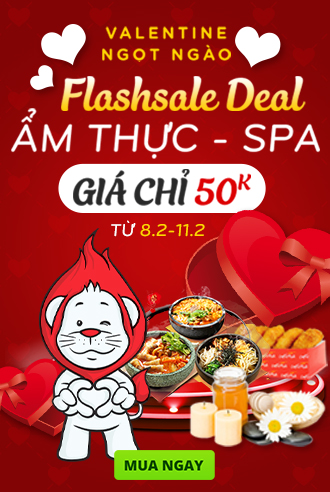 VALENTINE
NGỌT NGÀO
Flashsale Deal
ẨM THỰC - SPA
GIÁ CHỈ 50K
TỪ 8.2-11.2
MUA NGAY